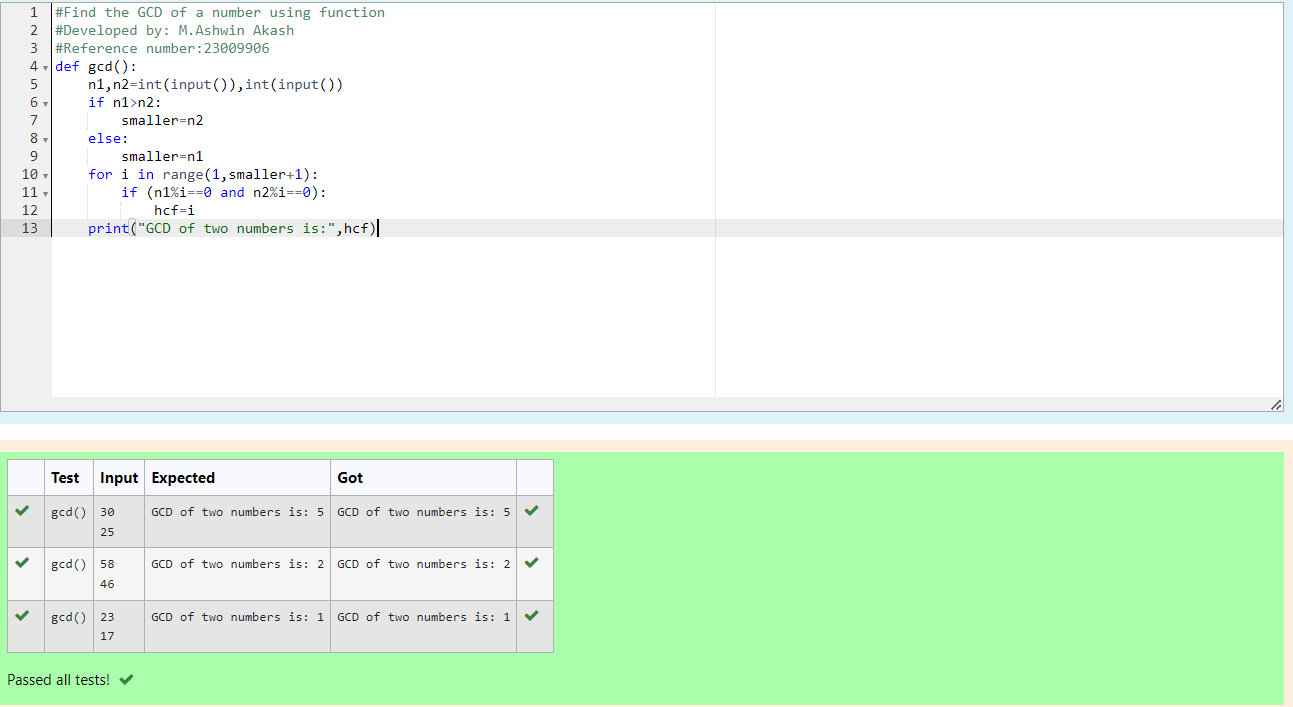 1 #Find the GCD of a number using function
2 #Developed by: M.Ashwin Akash
3 #Reference number:23009906
4 def gcd():
5     n1,n2=int(input()),int(input())
6     if n1>n2:
7         smaller=n2
8     else:
9         smaller=n1
10     for i in range(1,smaller+1):
11         if (n1%i==0 and n2%i==0):
12             hcf=i
13     print("GCD of two numbers is:",hcf)
Test Input Expected Got
gcd() 30 GCD of two numbers is: 5 GCD of two numbers is: 5
25
gcd() 58 GCD of two numbers is: 2 GCD of two numbers is: 2
46
gcd() 23 GCD of two numbers is: 1 GCD of two numbers is: 1
17
Passed all tests!